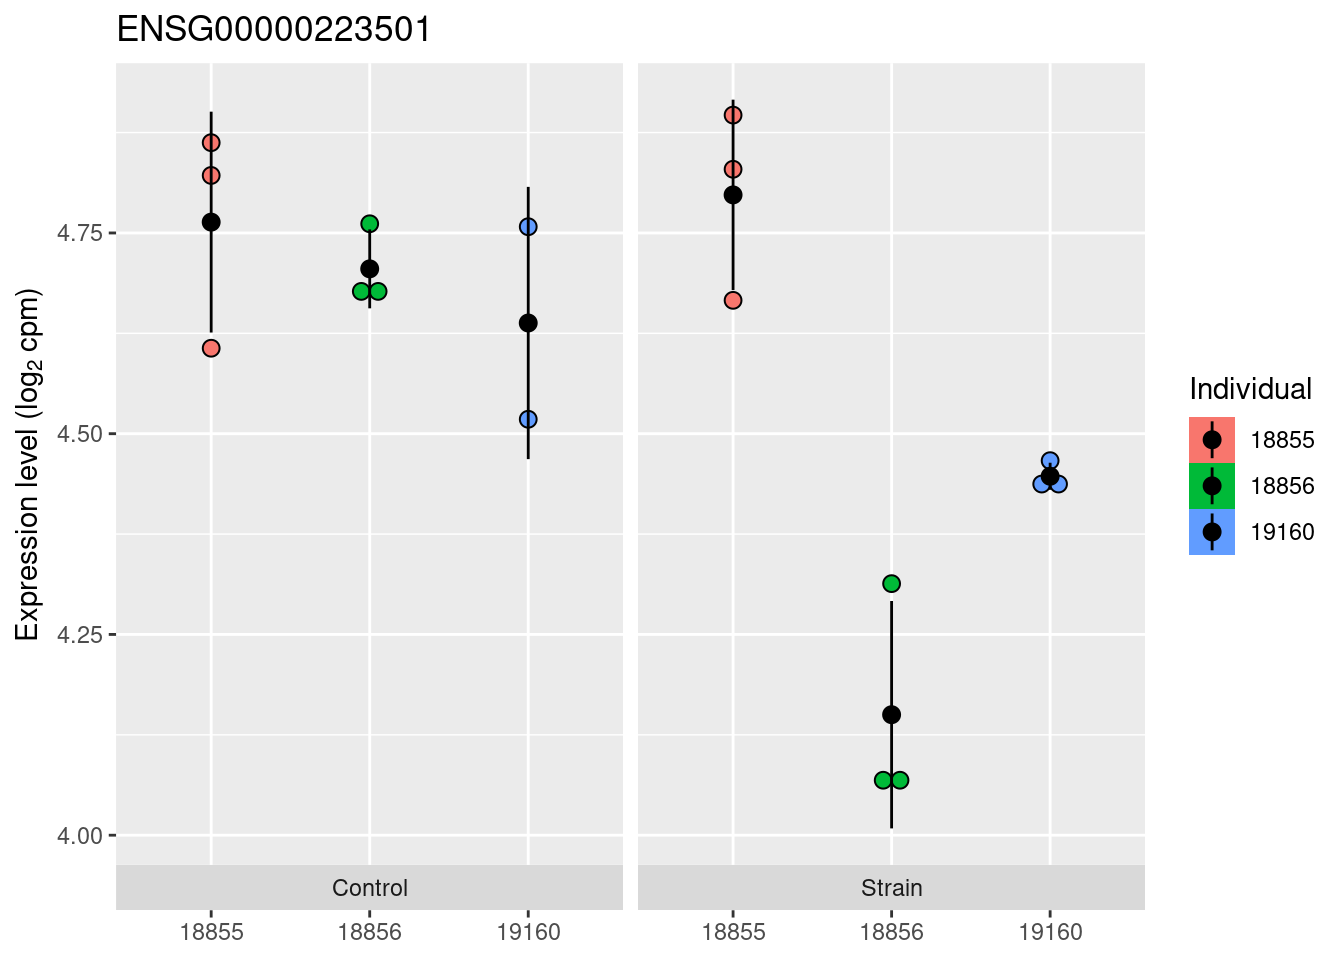 ENSG00000223501
Expression level (log2 cpm)
4.75
4.50
4.25
4.00
Control
Strain
18855 18856 19160
18855 18856 19160
Individual
18855
18856
19160